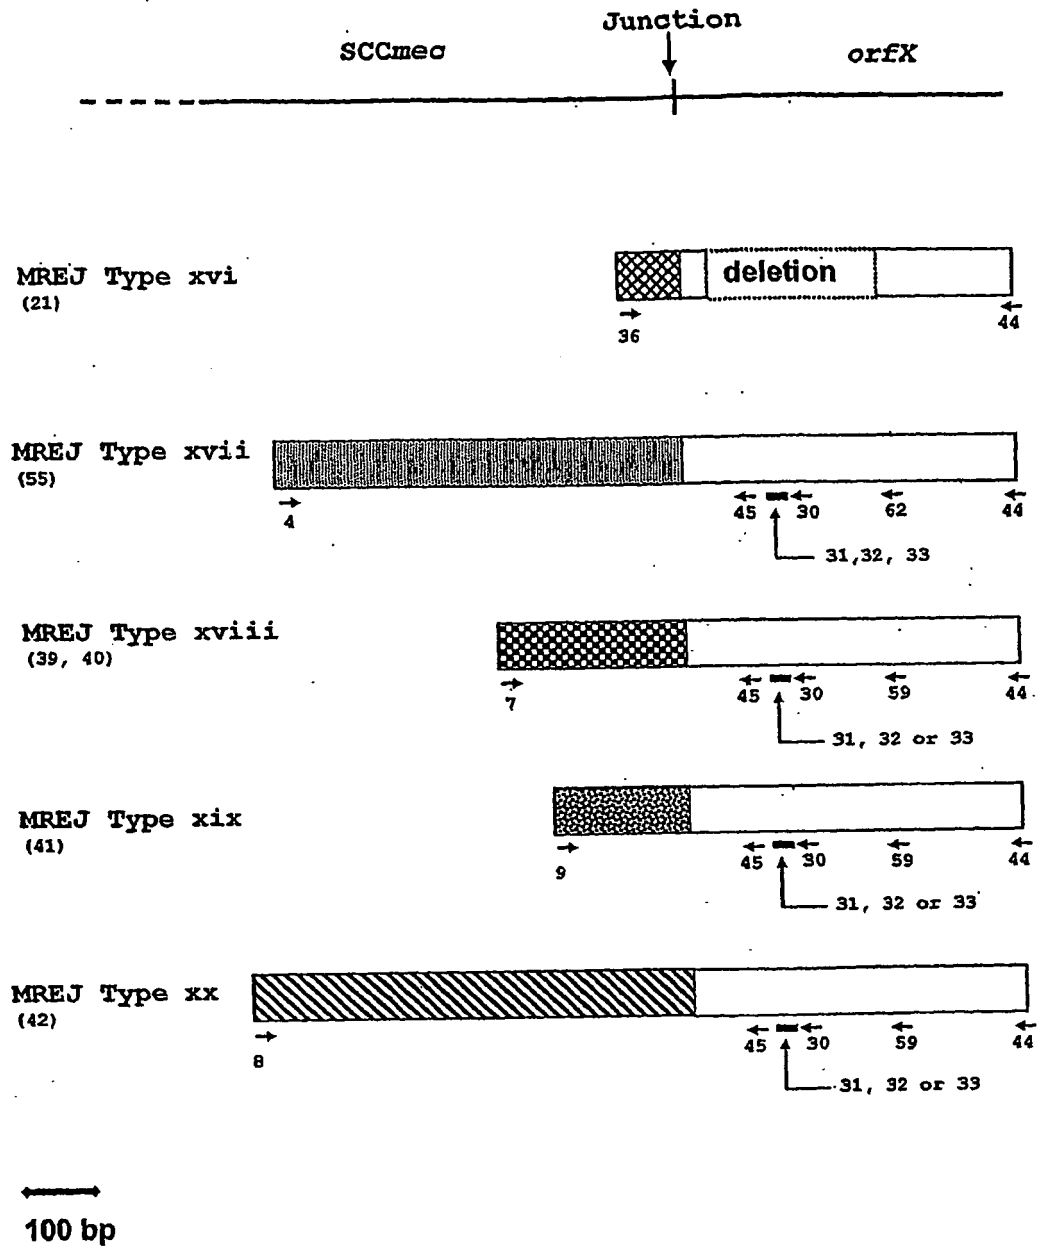 Junction
SCCmec
orfX
MREJ Type xvi
(21)
deletion
36
44
MREJ Type xvii
(55)
4
45
30
62
44
31,32, 33
MREJ Type xviii
(39, 40)
7
45
30
59
44
31, 32 or 33
MREJ Type xix
(41)
9
45
30
59
44
31, 32 or 33
MREJ Type xx
(42)
8
45
30
59
44
31, 32 or 33
100 bp